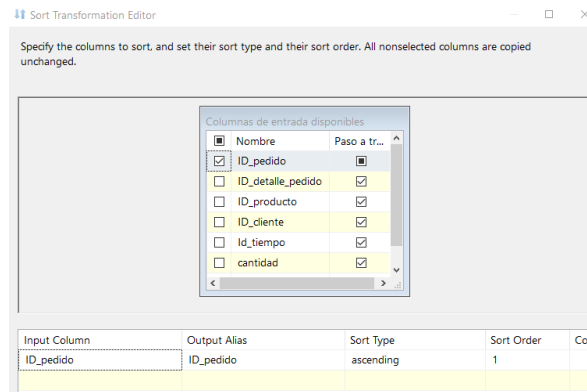 Sort Transformation Editor
Specify the columns to sort, and set their sort type and their sort order. All nonselected columns are copied
unchanged.
Columnas de entrada disponibles
Nombre Paso a tr...
ID_pedido
ID_detalle_pedido
ID_producto
ID_cliente
Id_tiempo
cantidad
Input Column Output Alias Sort Type Sort Order Co
ID_pedido ID_pedido ascending 1